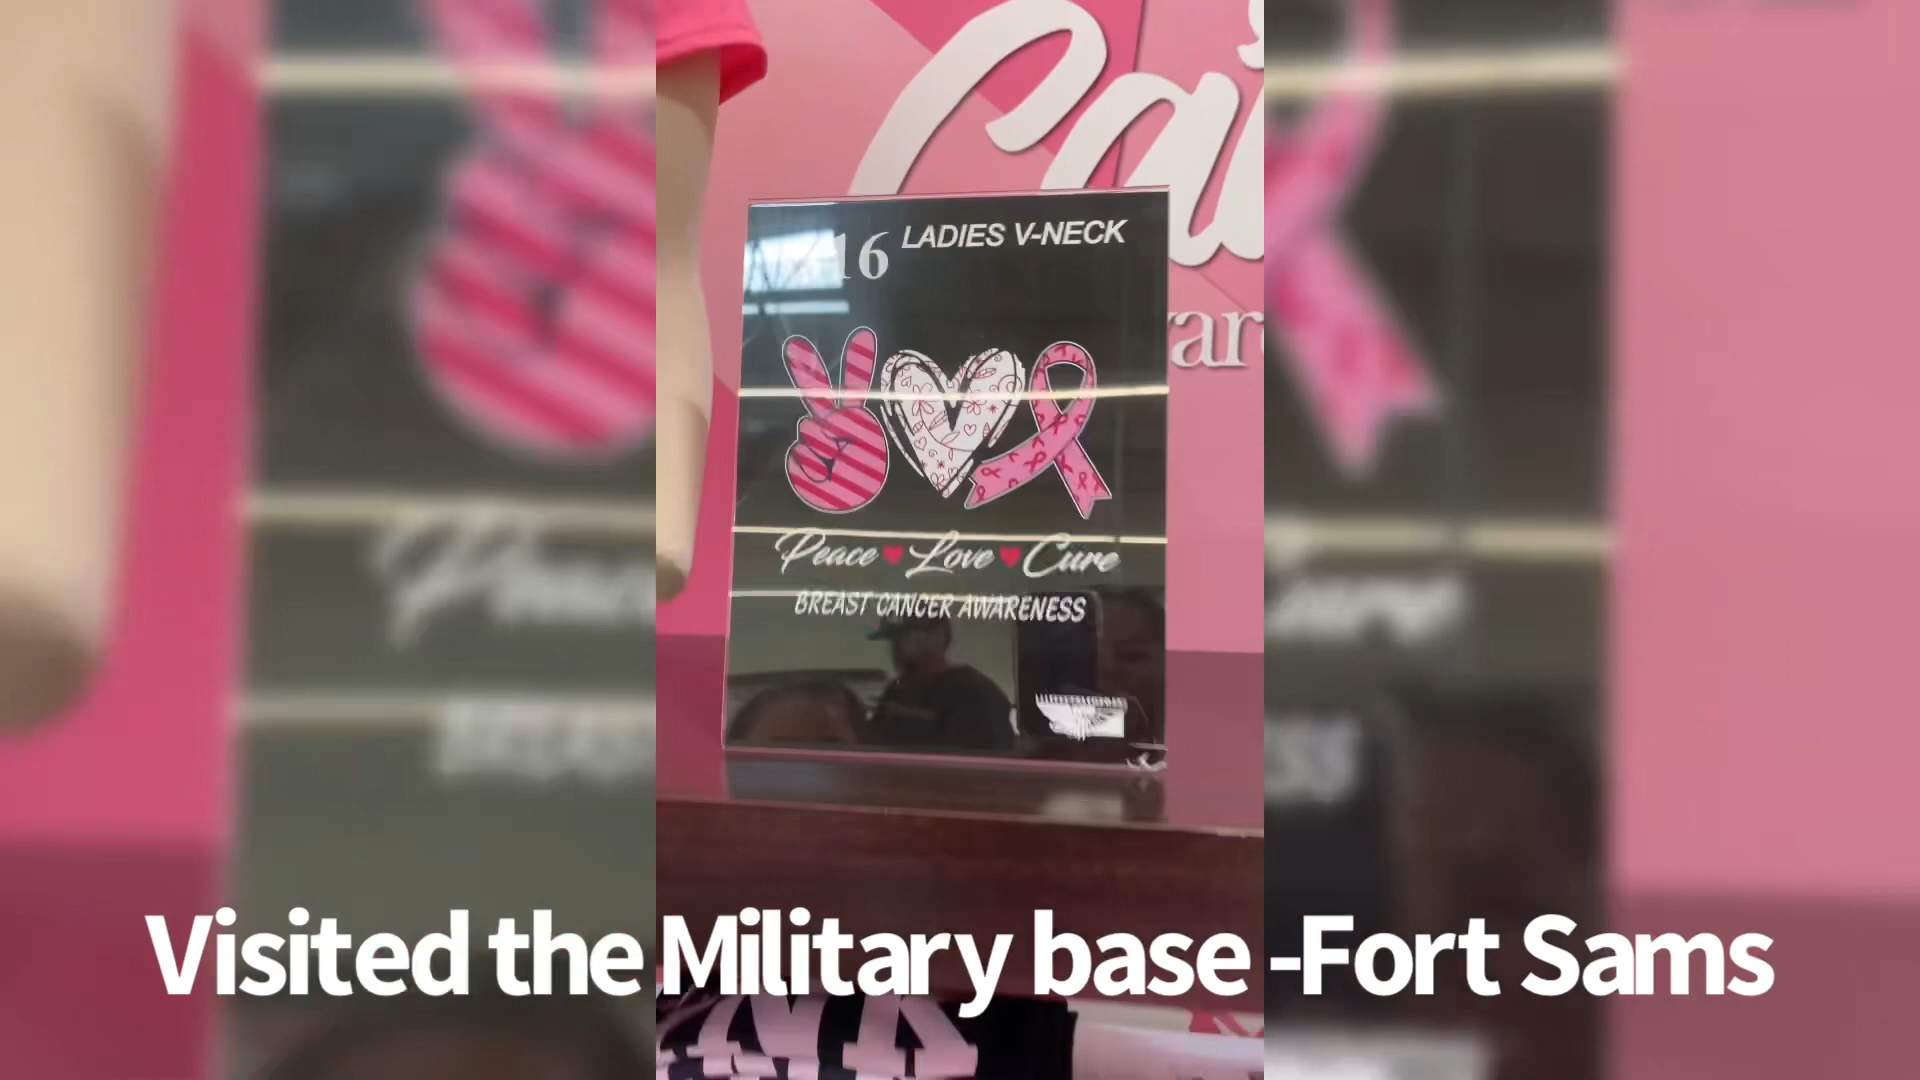 16 LADIES V-NECK
Peace Love Cure
BREAST CANCER AWARENESS
Visited the Military base -Fort Sams